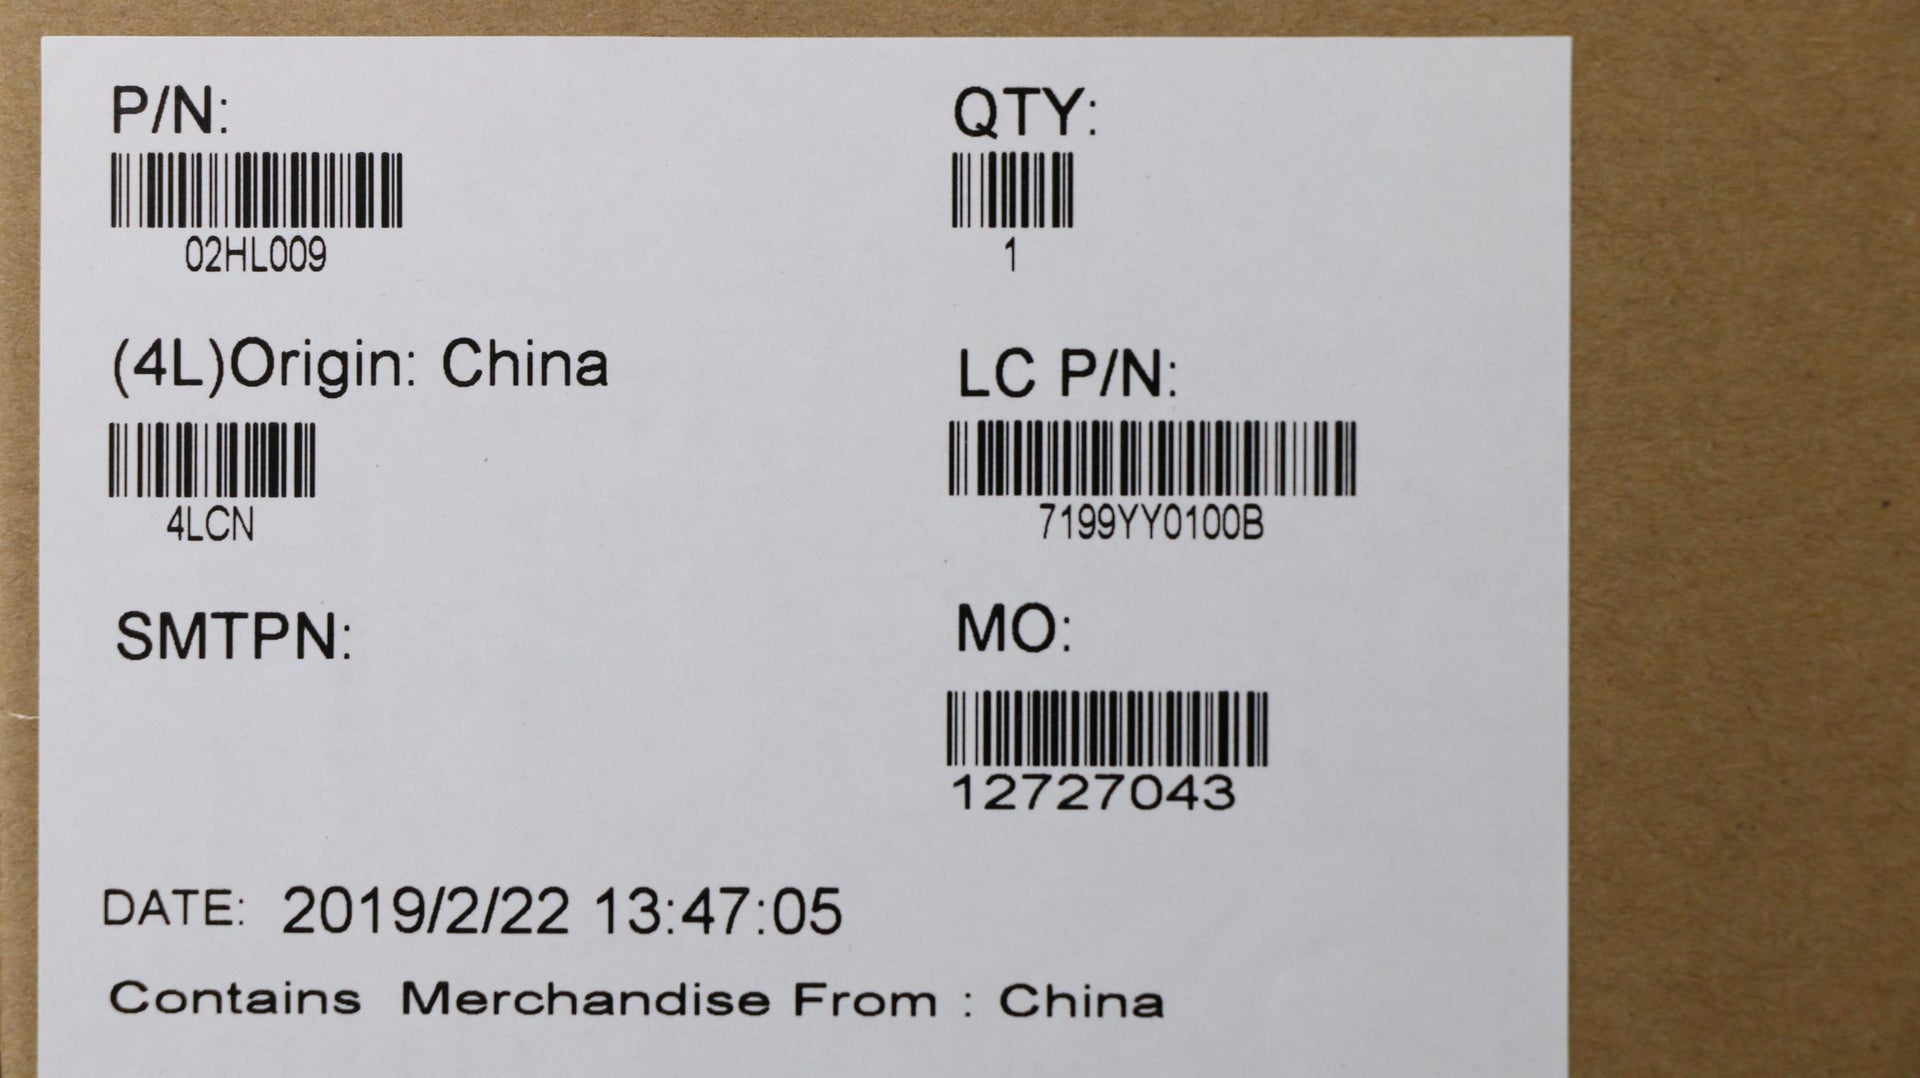 P/N:
QTY:
02HL009
1
(4L)Origin: China
LC P/N:
4LCN
7199YY0100B
SMTPN:
MO:
12727043
DATE: 2019/2/22 13:47:05
Contains Merchandise From : China